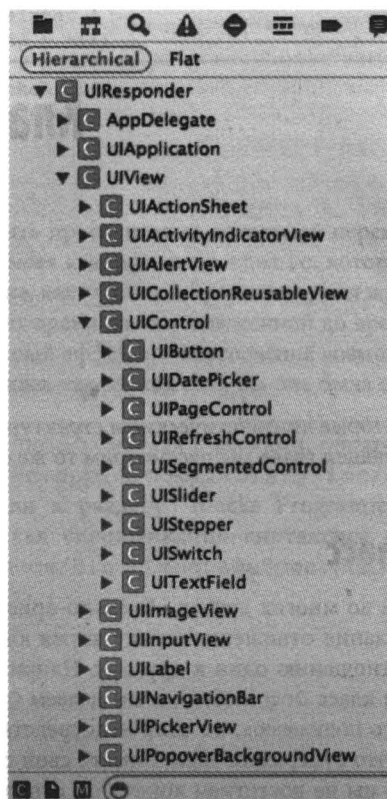 Hierarchical Flat
C UIResponder
C AppDelegate
C UIApplication
C UIView
C UIActionSheet
C UIActivityIndicatorView
C UIAlertView
C UICollectionReusableView
C UIControl
C UIButton
C UIDatePicker
C UIPageControl
C UIRefreshControl
C UISegmentedControl
C UISlider
C UIStepper
C UISwitch
C UITextField
C UIImageView
C UIInputView
C UILabel
C UINavigationBar
C UIPickerView
C UIPopoverBackgroundView
C M